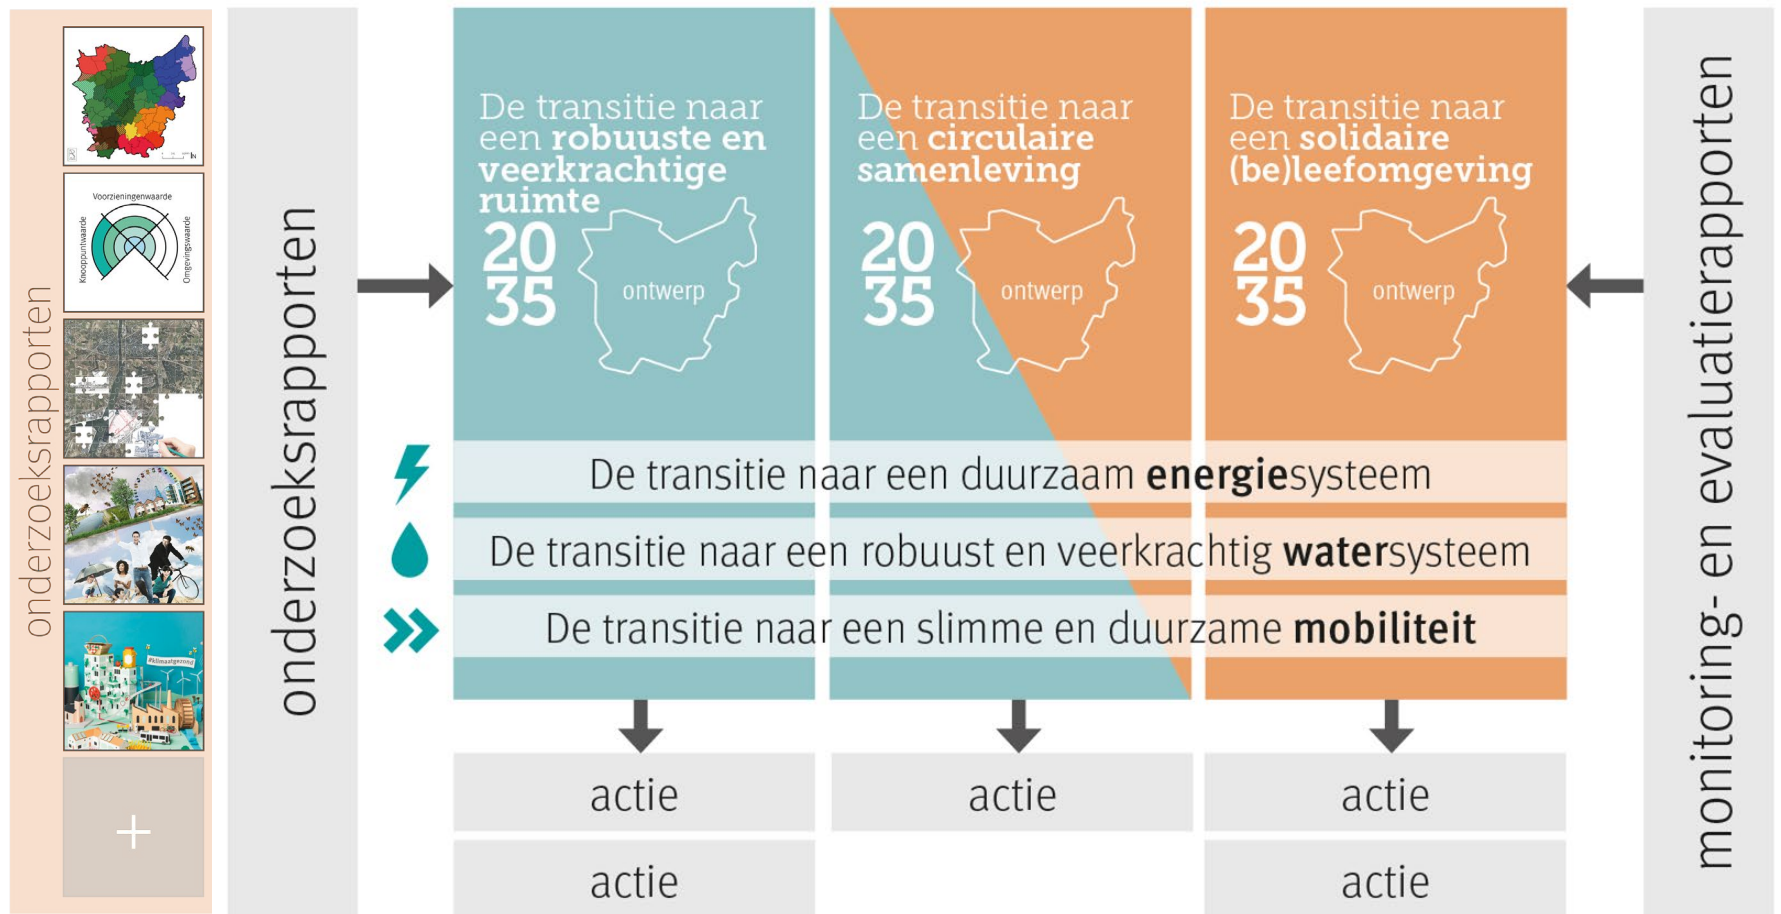 onderzoeksrapporten
Voorzieningenwaarde
Knooppuntwaarde
Omgevingswaarde
#klimaatgezond
onderzoeksrapporten
De transitie naar
een robuuste en
veerkrachtige
ruimte
20
35
ontwerp
De transitie naar
een circulaire
samenleving
20
35
ontwerp
De transitie naar
een solidaire
(be)leefomgeving
20
35
ontwerp
De transitie naar een duurzaam energiesysteem
De transitie naar een robuust en veerkrachtig watersysteem
De transitie naar een slimme en duurzame mobiliteit
actie
actie
actie
actie
actie
monitoring- en evaluatierapporten